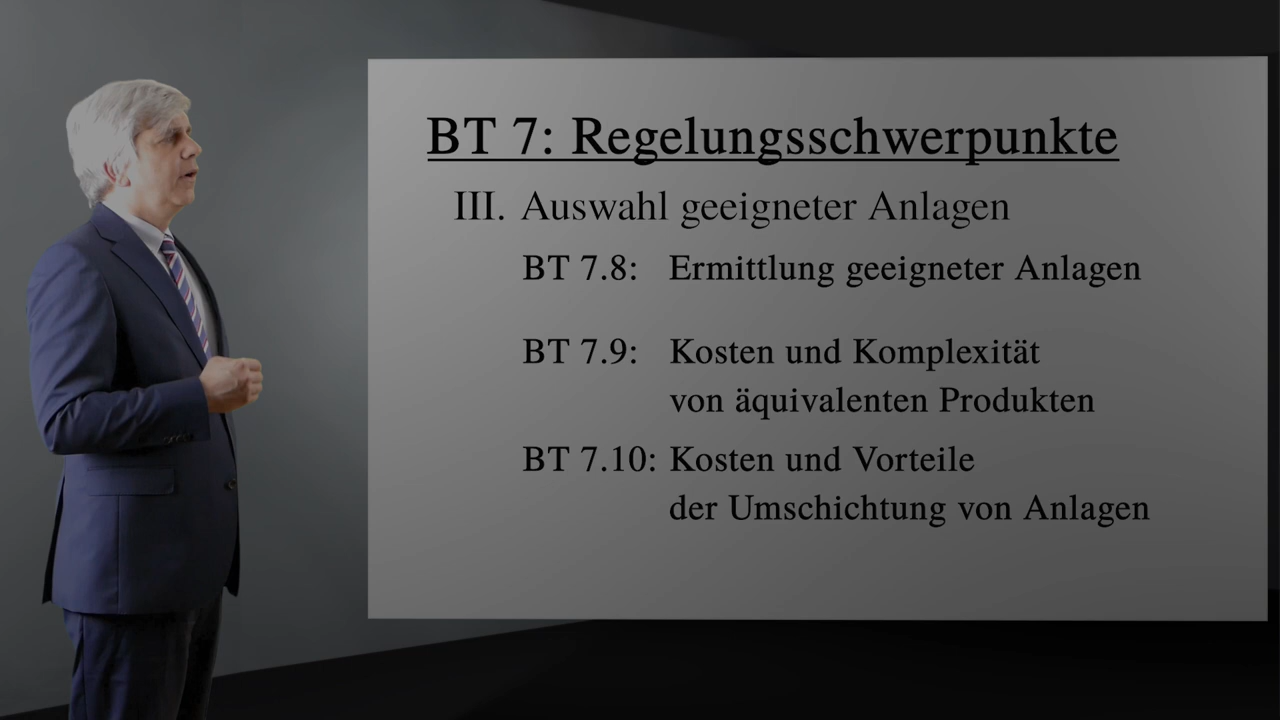 BT 7: Regelungsschwerpunkte
III. Auswahl geeigneter Anlagen
BT 7.8: Ermittlung geeigneter Anlagen
BT 7.9: Kosten und Komplexität
von äquivalenten Produkten
BT 7.10: Kosten und Vorteile
der Umschichtung von Anlagen